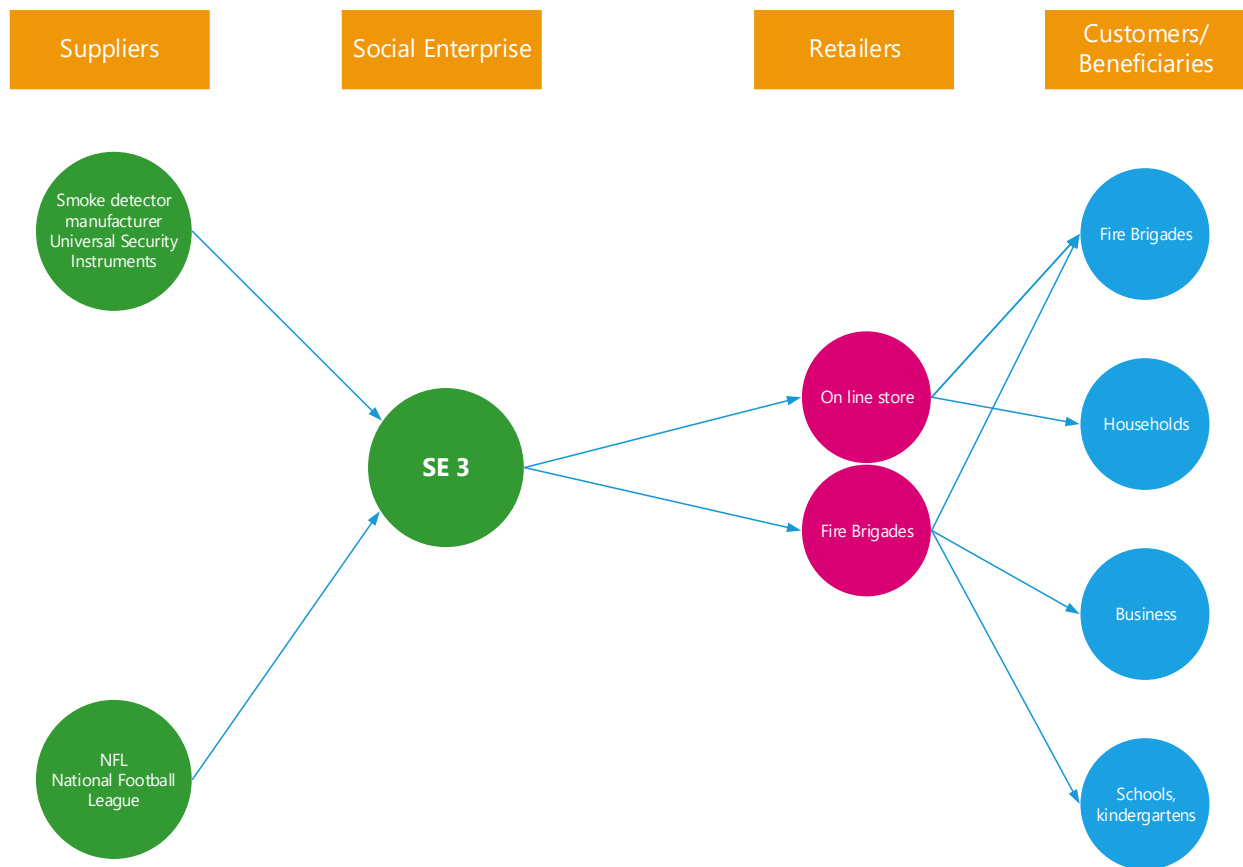 Suppliers
Social Enterprise
Retailers
Customers/
Beneficiaries
Smoke detector
manufacturer
Universal Security
Instruments
NFL
National Football
League
SE 3
On line store
Fire Brigades
Fire Brigades
Households
Business
Schools,
kindergartens